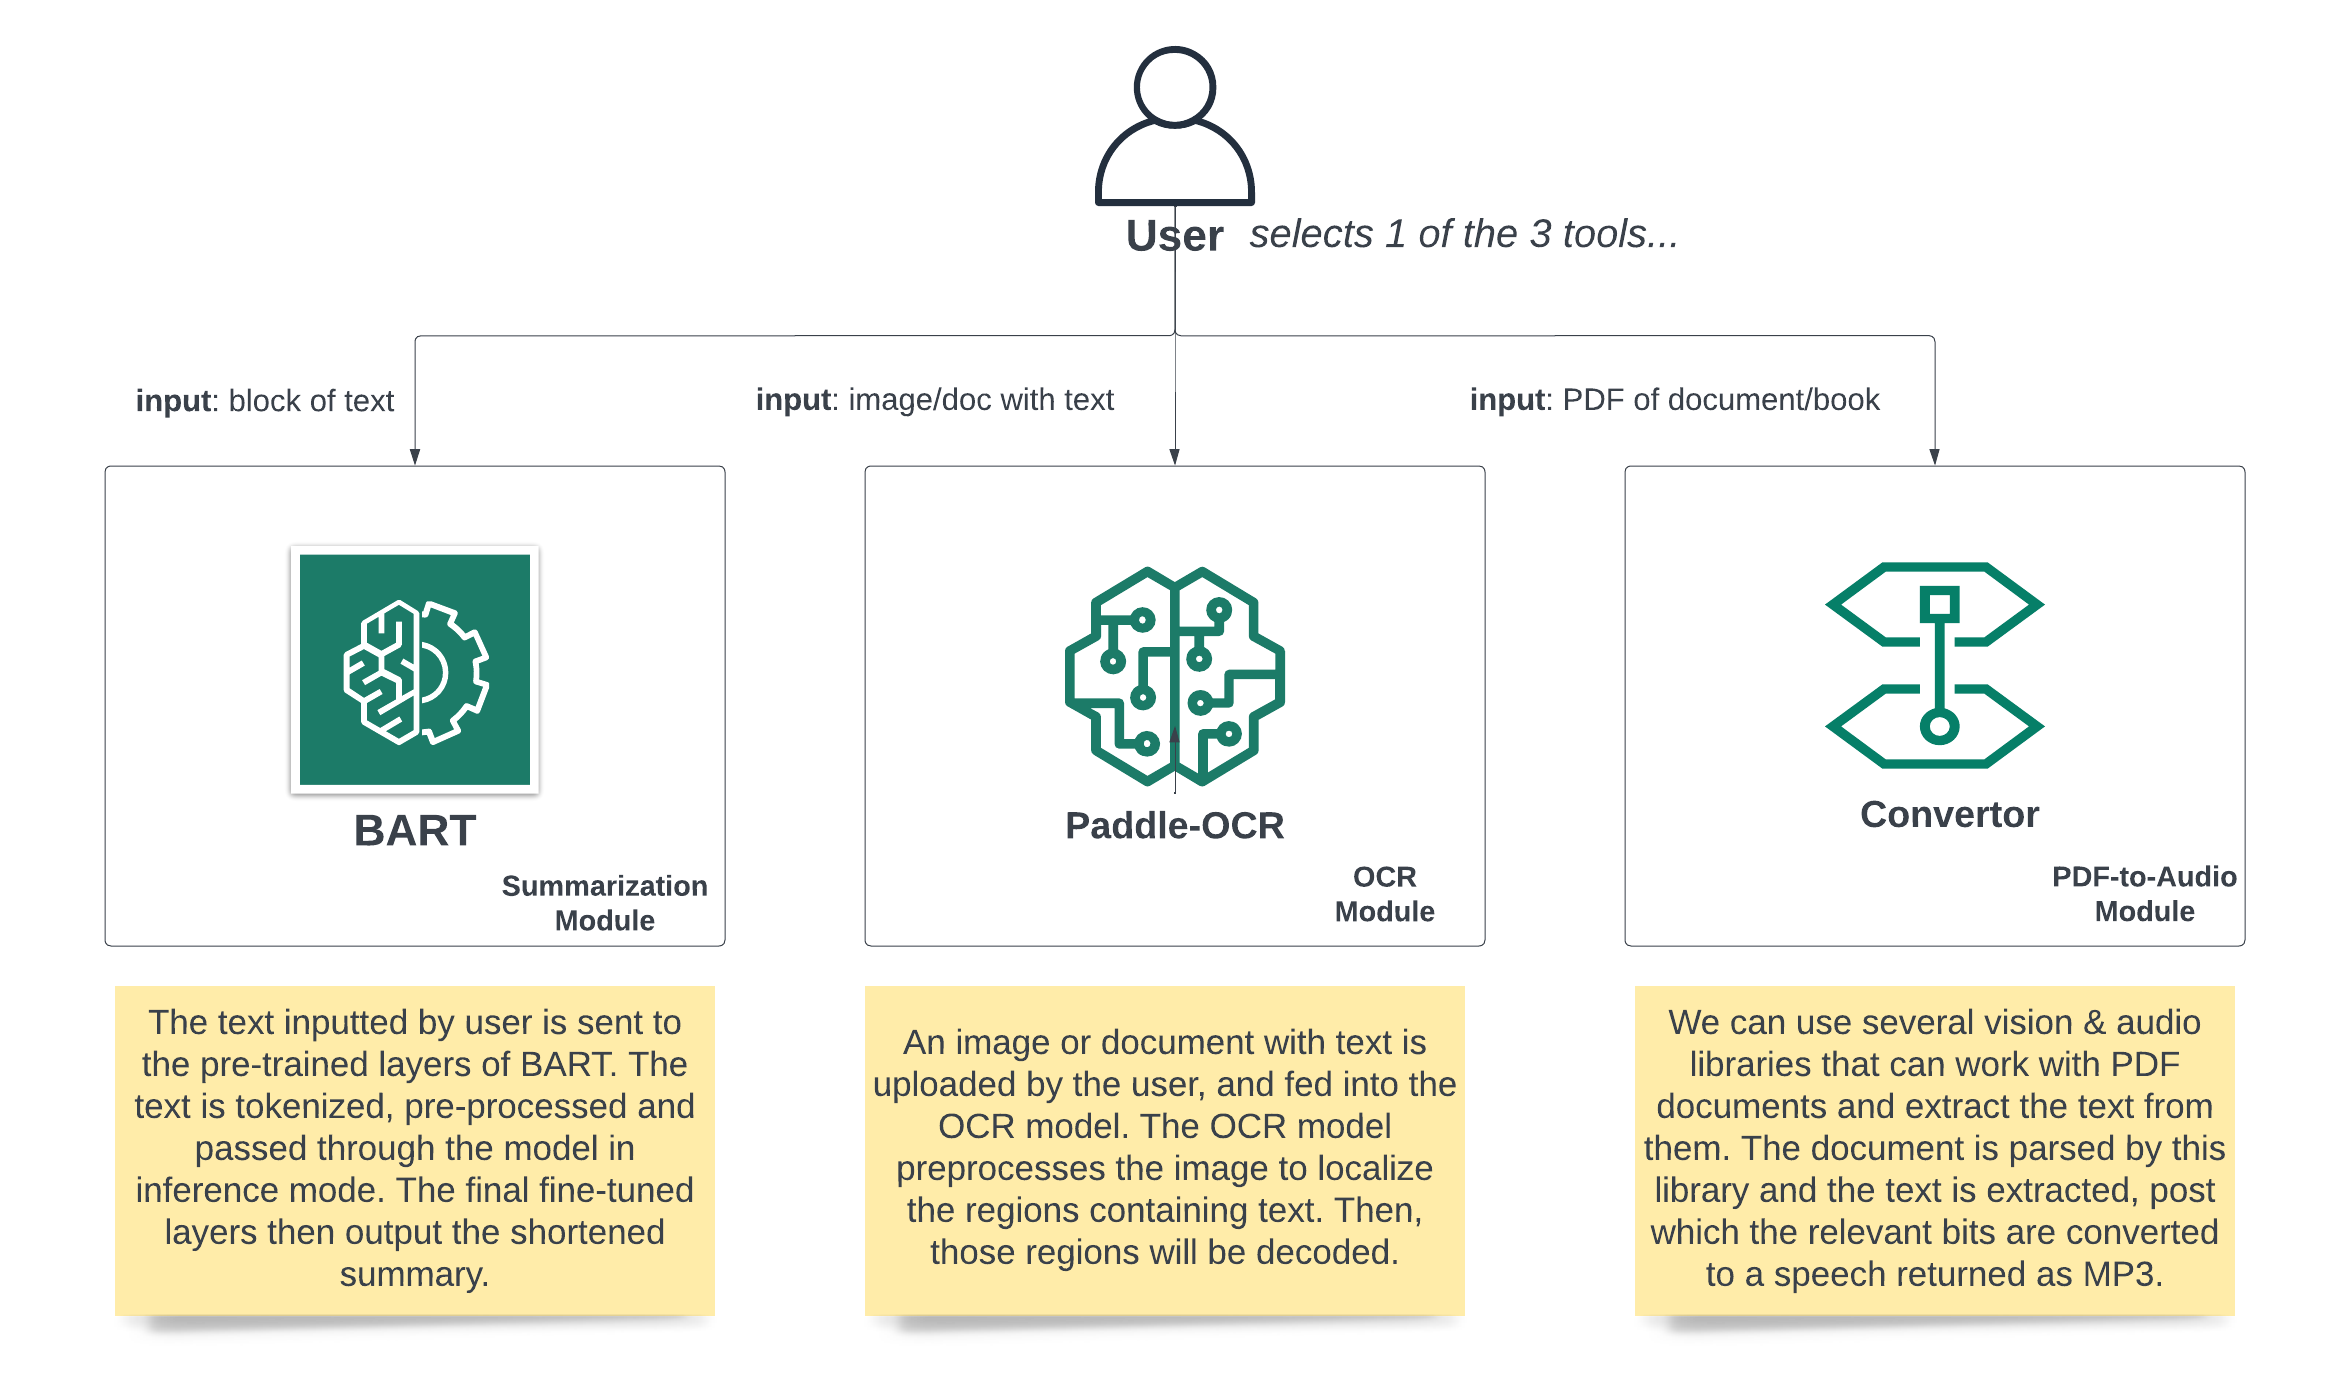 User selects 1 of the 3 tools...
input: block of text
input: image/doc with text
input: PDF of document/book
BART
Summarization
Module
Paddle-OCR
OCR
Module
Convertor
PDF-to-Audio
Module
The text inputted by user is sent to
the pre-trained layers of BART. The
text is tokenized, pre-processed and
passed through the model in
inference mode. The final fine-tuned
layers then output the shortened
summary.
An image or document with text is
uploaded by the user, and fed into the
OCR model. The OCR model
preprocesses the image to localize
the regions containing text. Then,
those regions will be decoded.
We can use several vision & audio
libraries that can work with PDF
documents and extract the text from
them. The document is parsed by this
library and the text is extracted, post
which the relevant bits are converted
to a speech returned as MP3.